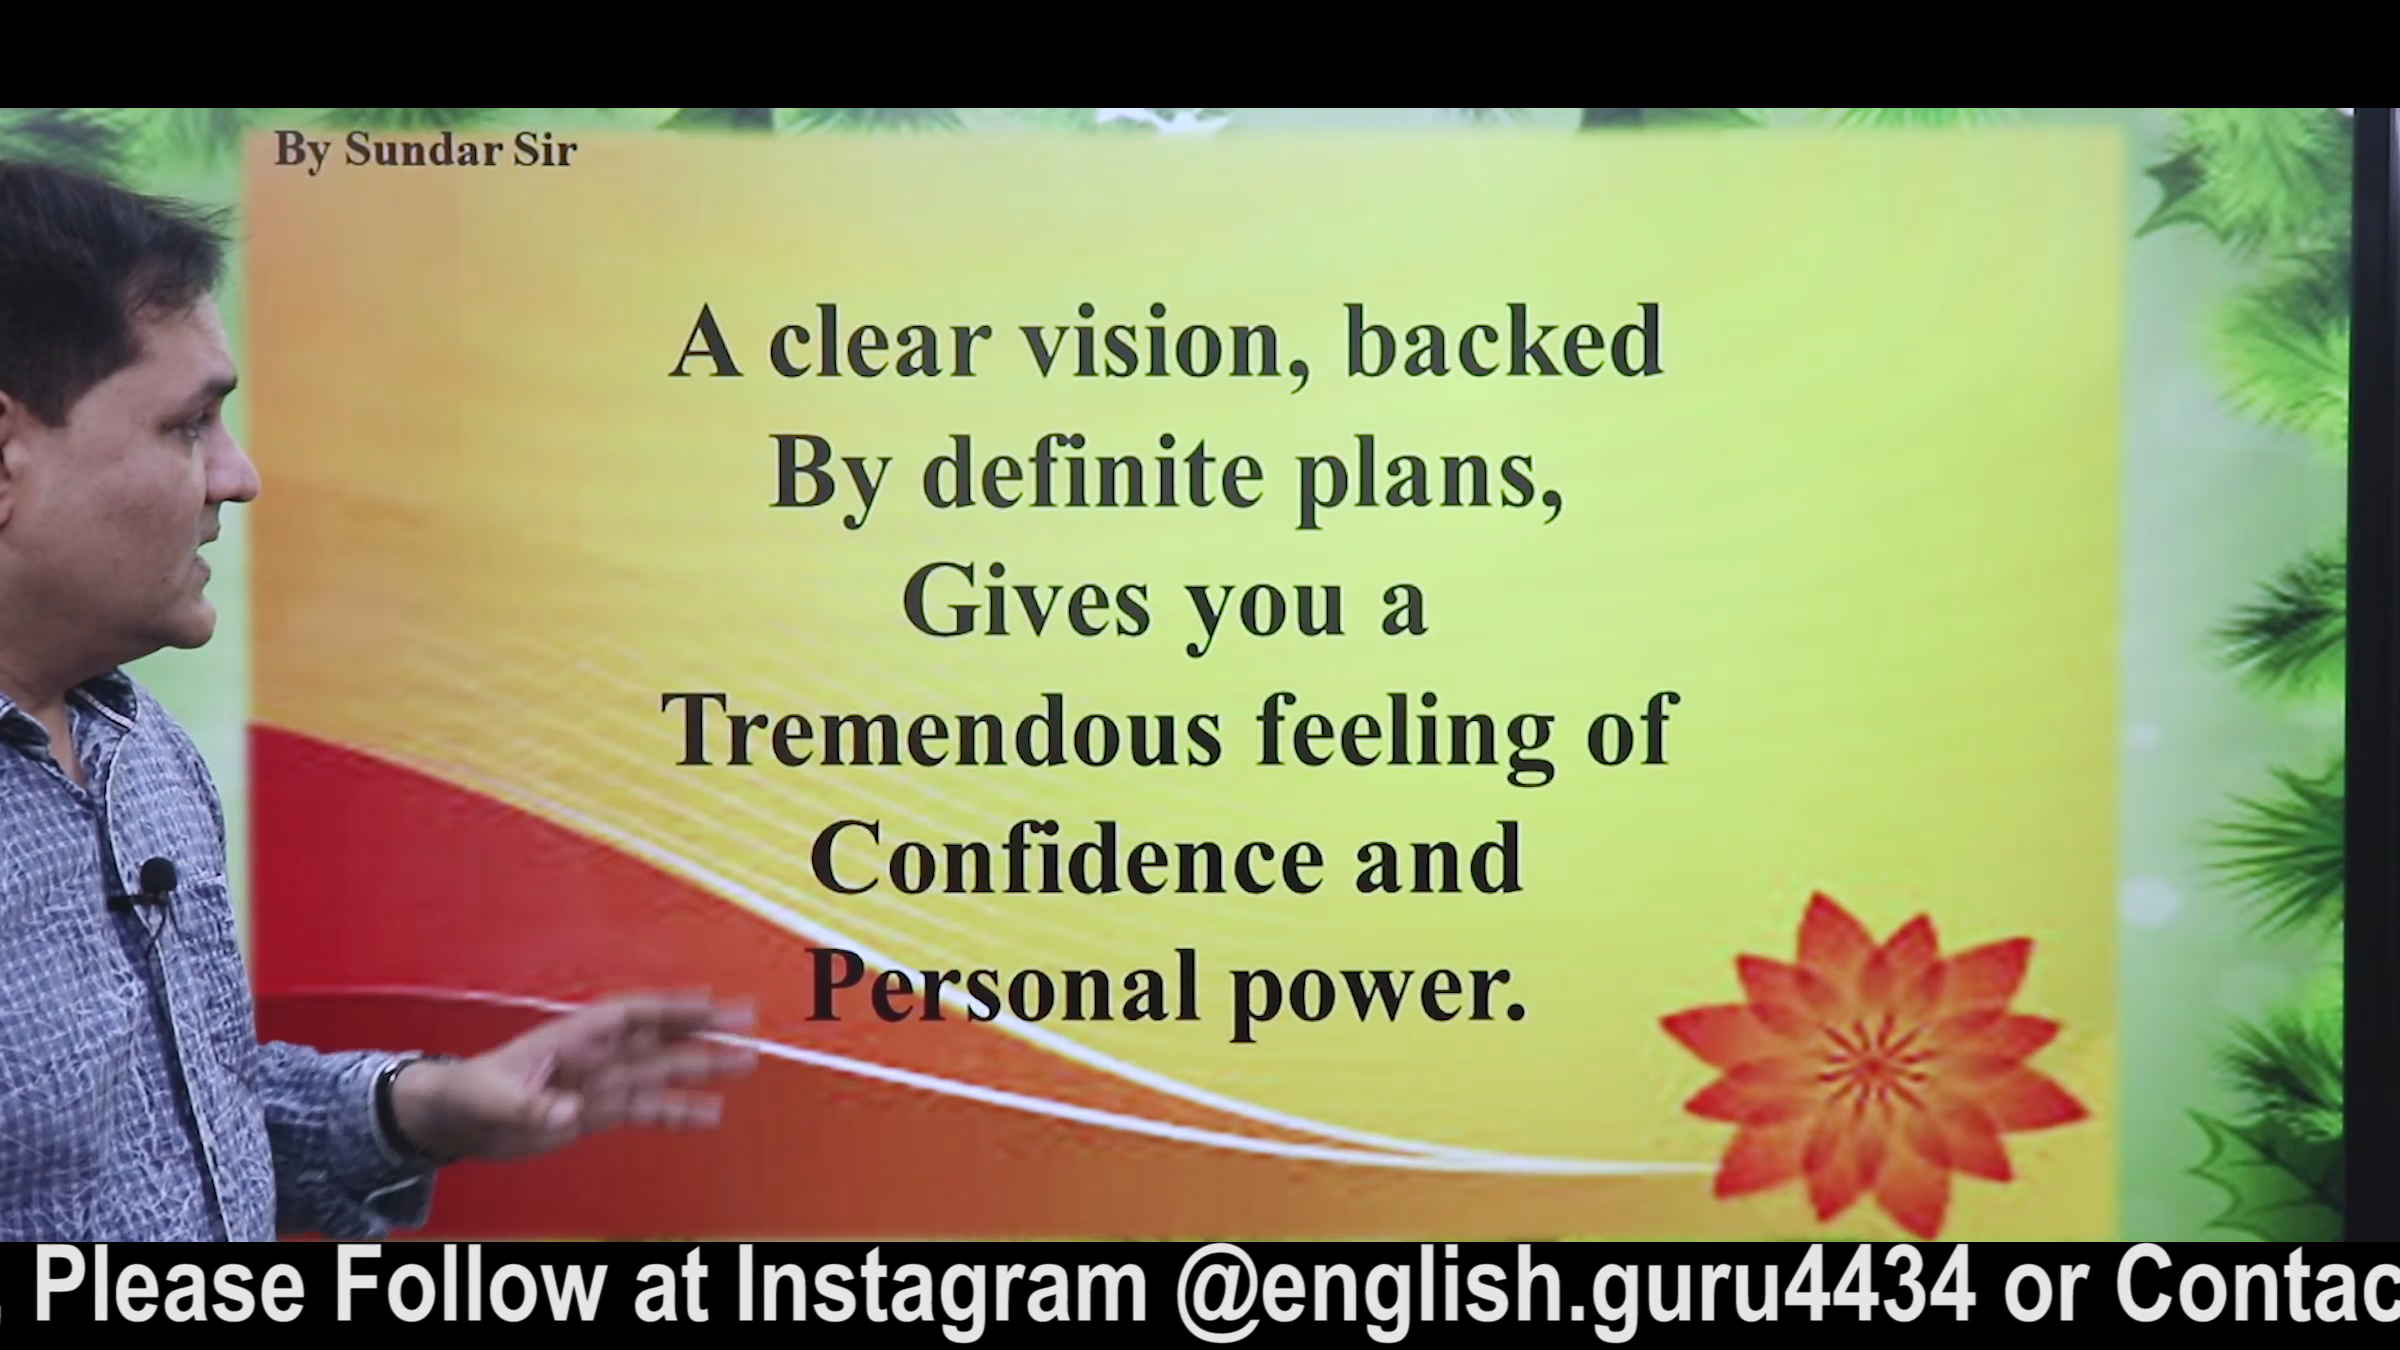 By Sundar Sir
A clear vision, backed
By definite plans,
Gives you a
Tremendous feeling of
Confidence and
Personal power.
Please Follow at Instagram @english.guru4434 or Contac